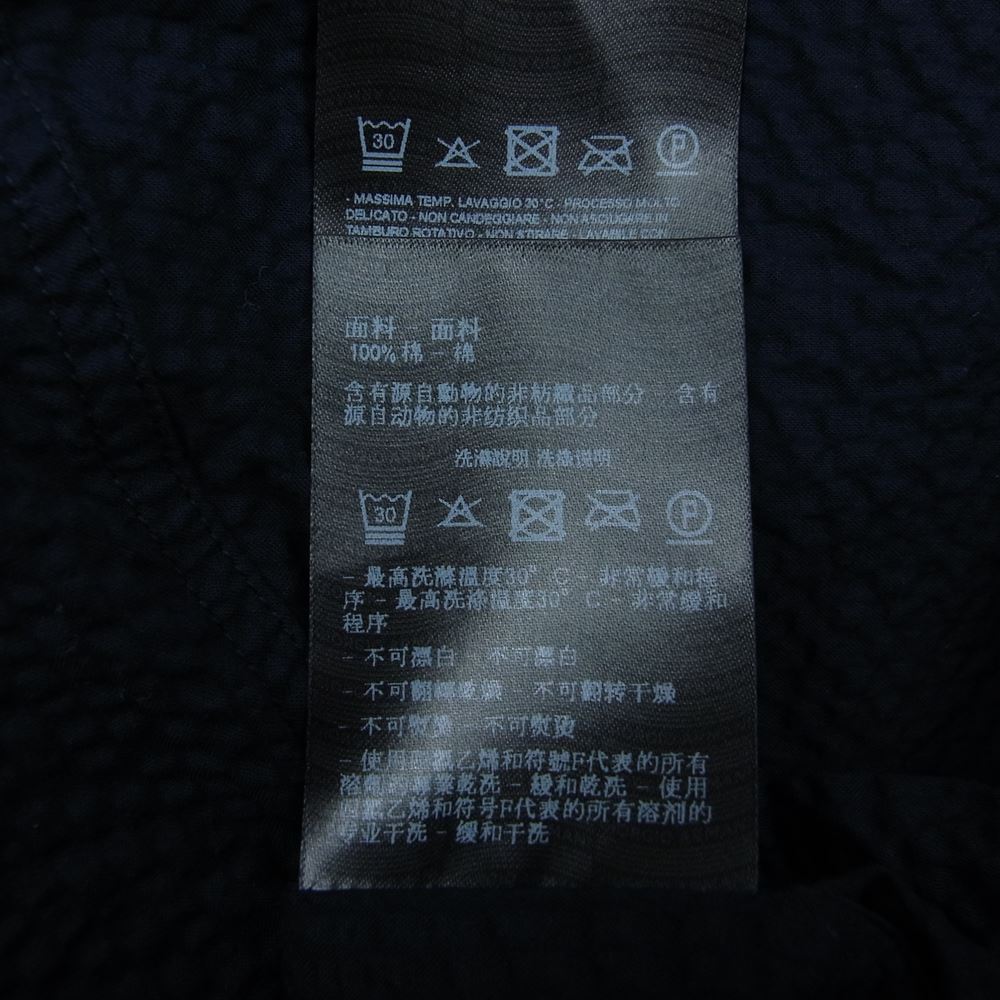 30
P
- MASSIMA TEMP. LAVAGGIO 30°C - PROCESSO MOLTO
DELICATO - NON CANDEGGIARE - NON ASCIUGARE IN
TAMBURO ROTATIVO - NON STIRARE - LAVABILE CON
面料 - 面料
100% 棉 - 棉
含有源自動物的非紡織品部分 含有
源自动物的非纺织品部分
洗滌說明 洗涤说明
30
P
- 最高洗滌溫度30° C - 非常緩和程
序 - 最高洗涤温度30° C - 非常缓和
程序
- 不可漂白 不可漂白
- 不可翻轉乾燥 - 不可翻转干燥
- 不可熨燙 不可熨烫
- 使用四氯乙烯和符號F代表的所有
溶劑的專業乾洗 - 緩和乾洗 - 使用
四氯乙烯和符号F代表的所有溶剂的
专业干洗 - 缓和干洗